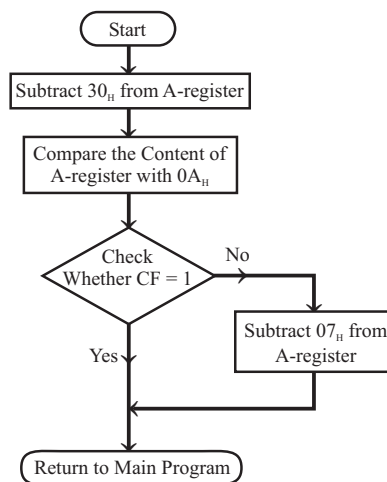 Start
Subtract 30H from A-register
Compare the Content of
A-register with 0AH
Check
Whether CF = 1
No
Subtract 07H from
A-register
Yes
Return to Main Program